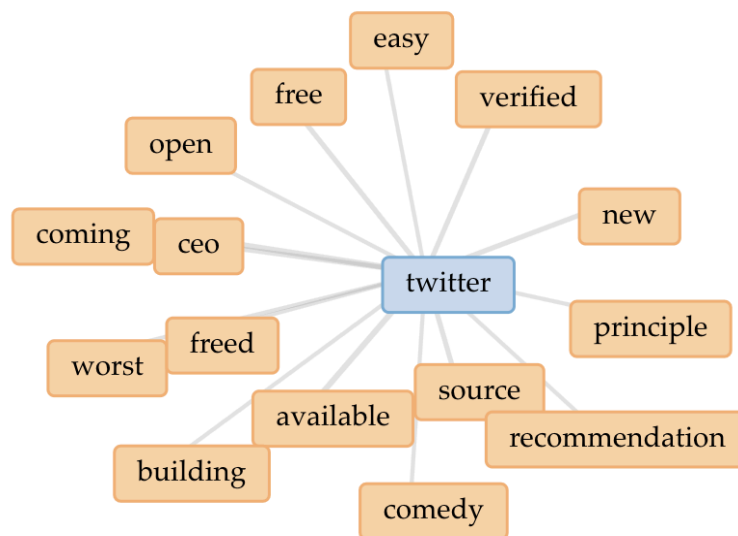 easy
free
verified
open
new
coming
ceo
twitter
principle
freed
worst
source
available
recommendation
building
comedy